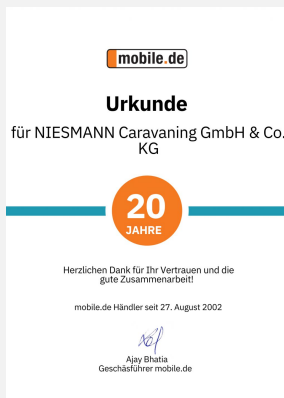 mobile.de
Urkunde
für NIESMANN Caravaning GmbH & Co.
KG
20
JAHRE
Herzlichen Dank für Ihr Vertrauen und die
gute Zusammenarbeit!
mobile.de Händler seit 27. August 2002
Ajay Bhatia
Geschäsführer mobile.de